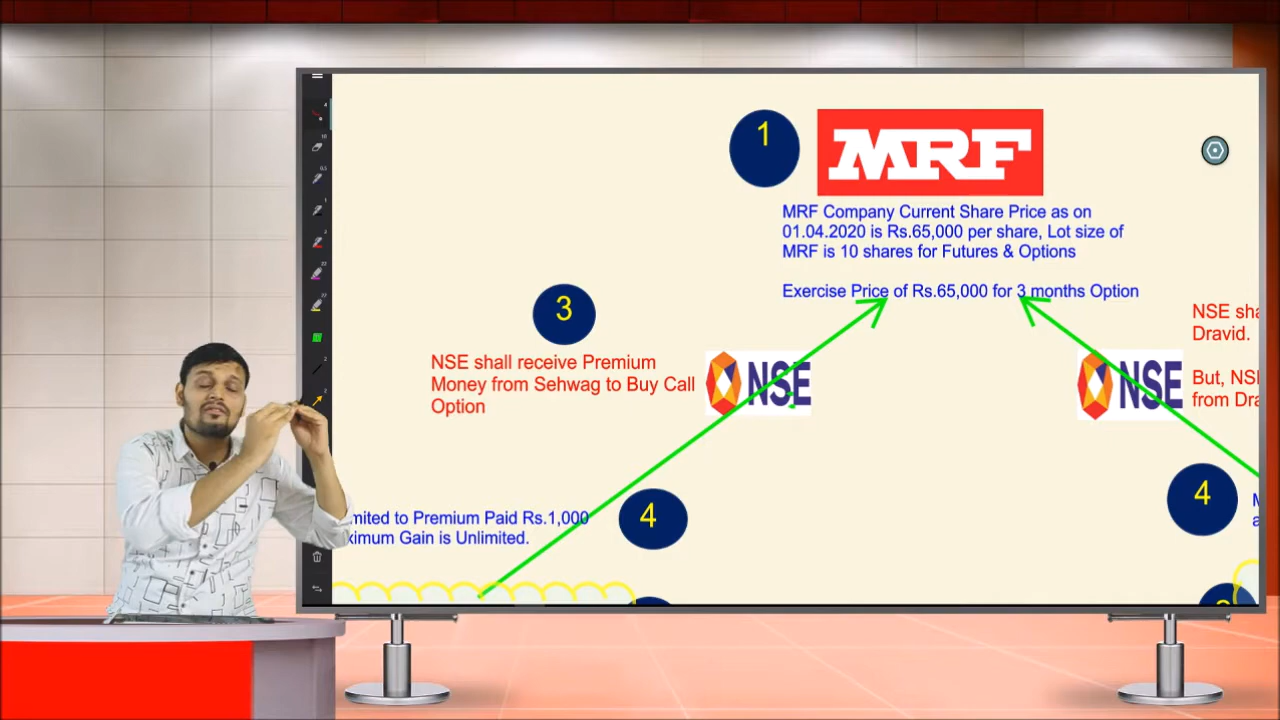 1
MRF
MRF Company Current Share Price as on
01.04.2020 is Rs.65,000 per share, Lot size of
MRF is 10 shares for Futures & Options
Exercise Price of Rs.65,000 for 3 months Option
3
NSE shall receive Premium
Money from Sehwag to Buy Call
Option
NSE
NSE
NSE
Dravid.
But,
from
4
to Premium Paid Rs.1,000
Gain is Unlimited.
4